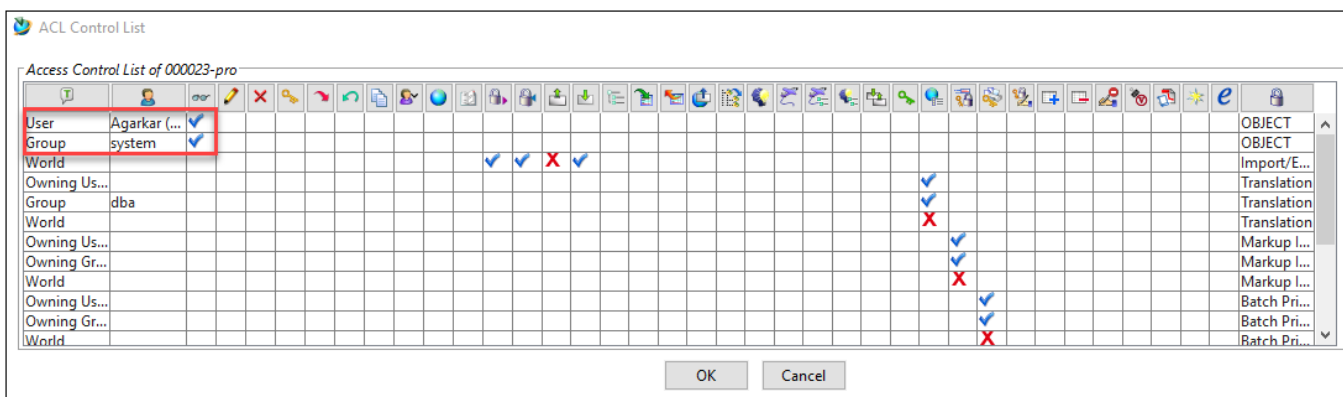 ACL Control List
Access Control List of 000023-pro
User Agarkar (... OBJECT
Group system OBJECT
World Import/E...
Owning Us... Translation
Group dba Translation
World Translation
Owning Us... Markup I...
Owning Gr... Markup I...
World Markup I...
Owning Us... Batch Pri...
Owning Gr... Batch Pri...
World Batch Pri...
OK Cancel